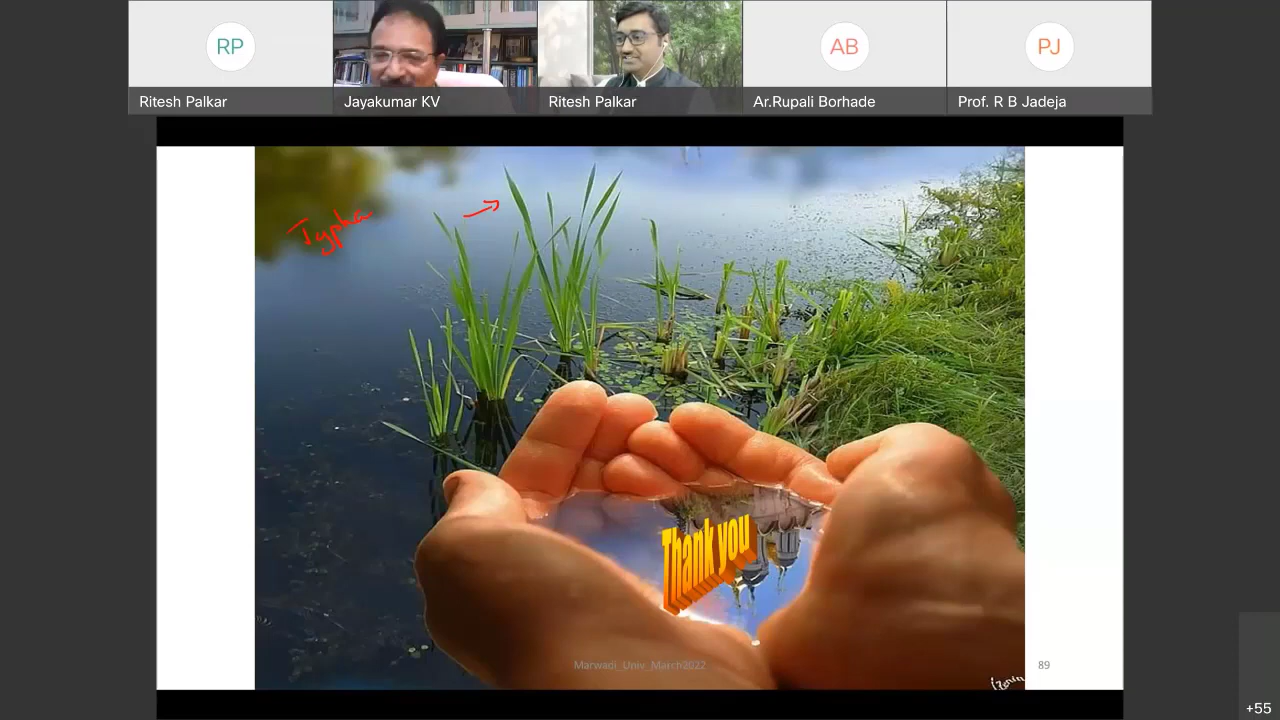 RP
AB
PJ
Ritesh Palkar
Jayakumar KV
Ritesh Palkar
Ar.Rupali Borhade
Prof. R B Jadeja
Typha
Thank you
Marwadi_Univ_March2022
89
+55